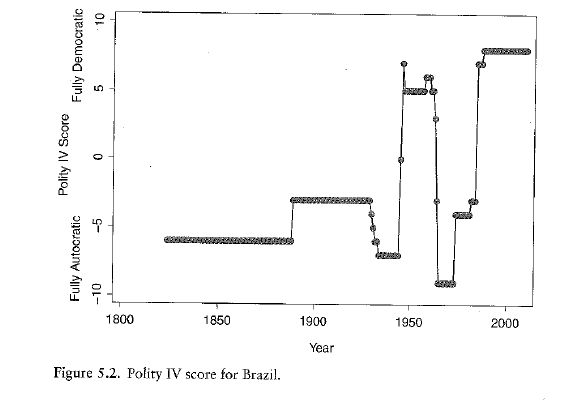 Fully Democratic
Polity IV Score
Fully Autocratic
10
5
0
-5
-10
1800 1850 1900 1950 2000
Year
Figure 5.2. Polity IV score for Brazil.